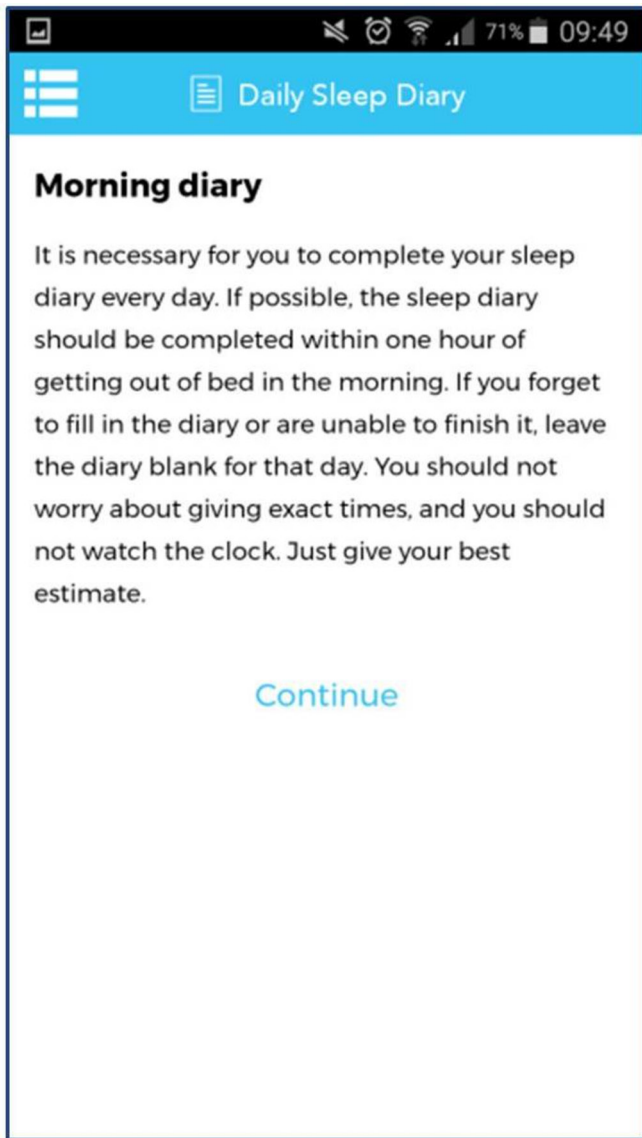 71% 09:49
Daily Sleep Diary
Morning diary
It is necessary for you to complete your sleep
diary every day. If possible, the sleep diary
should be completed within one hour of
getting out of bed in the morning. If you forget
to fill in the diary or are unable to finish it, leave
the diary blank for that day. You should not
worry about giving exact times, and you should
not watch the clock. Just give your best
estimate.
Continue